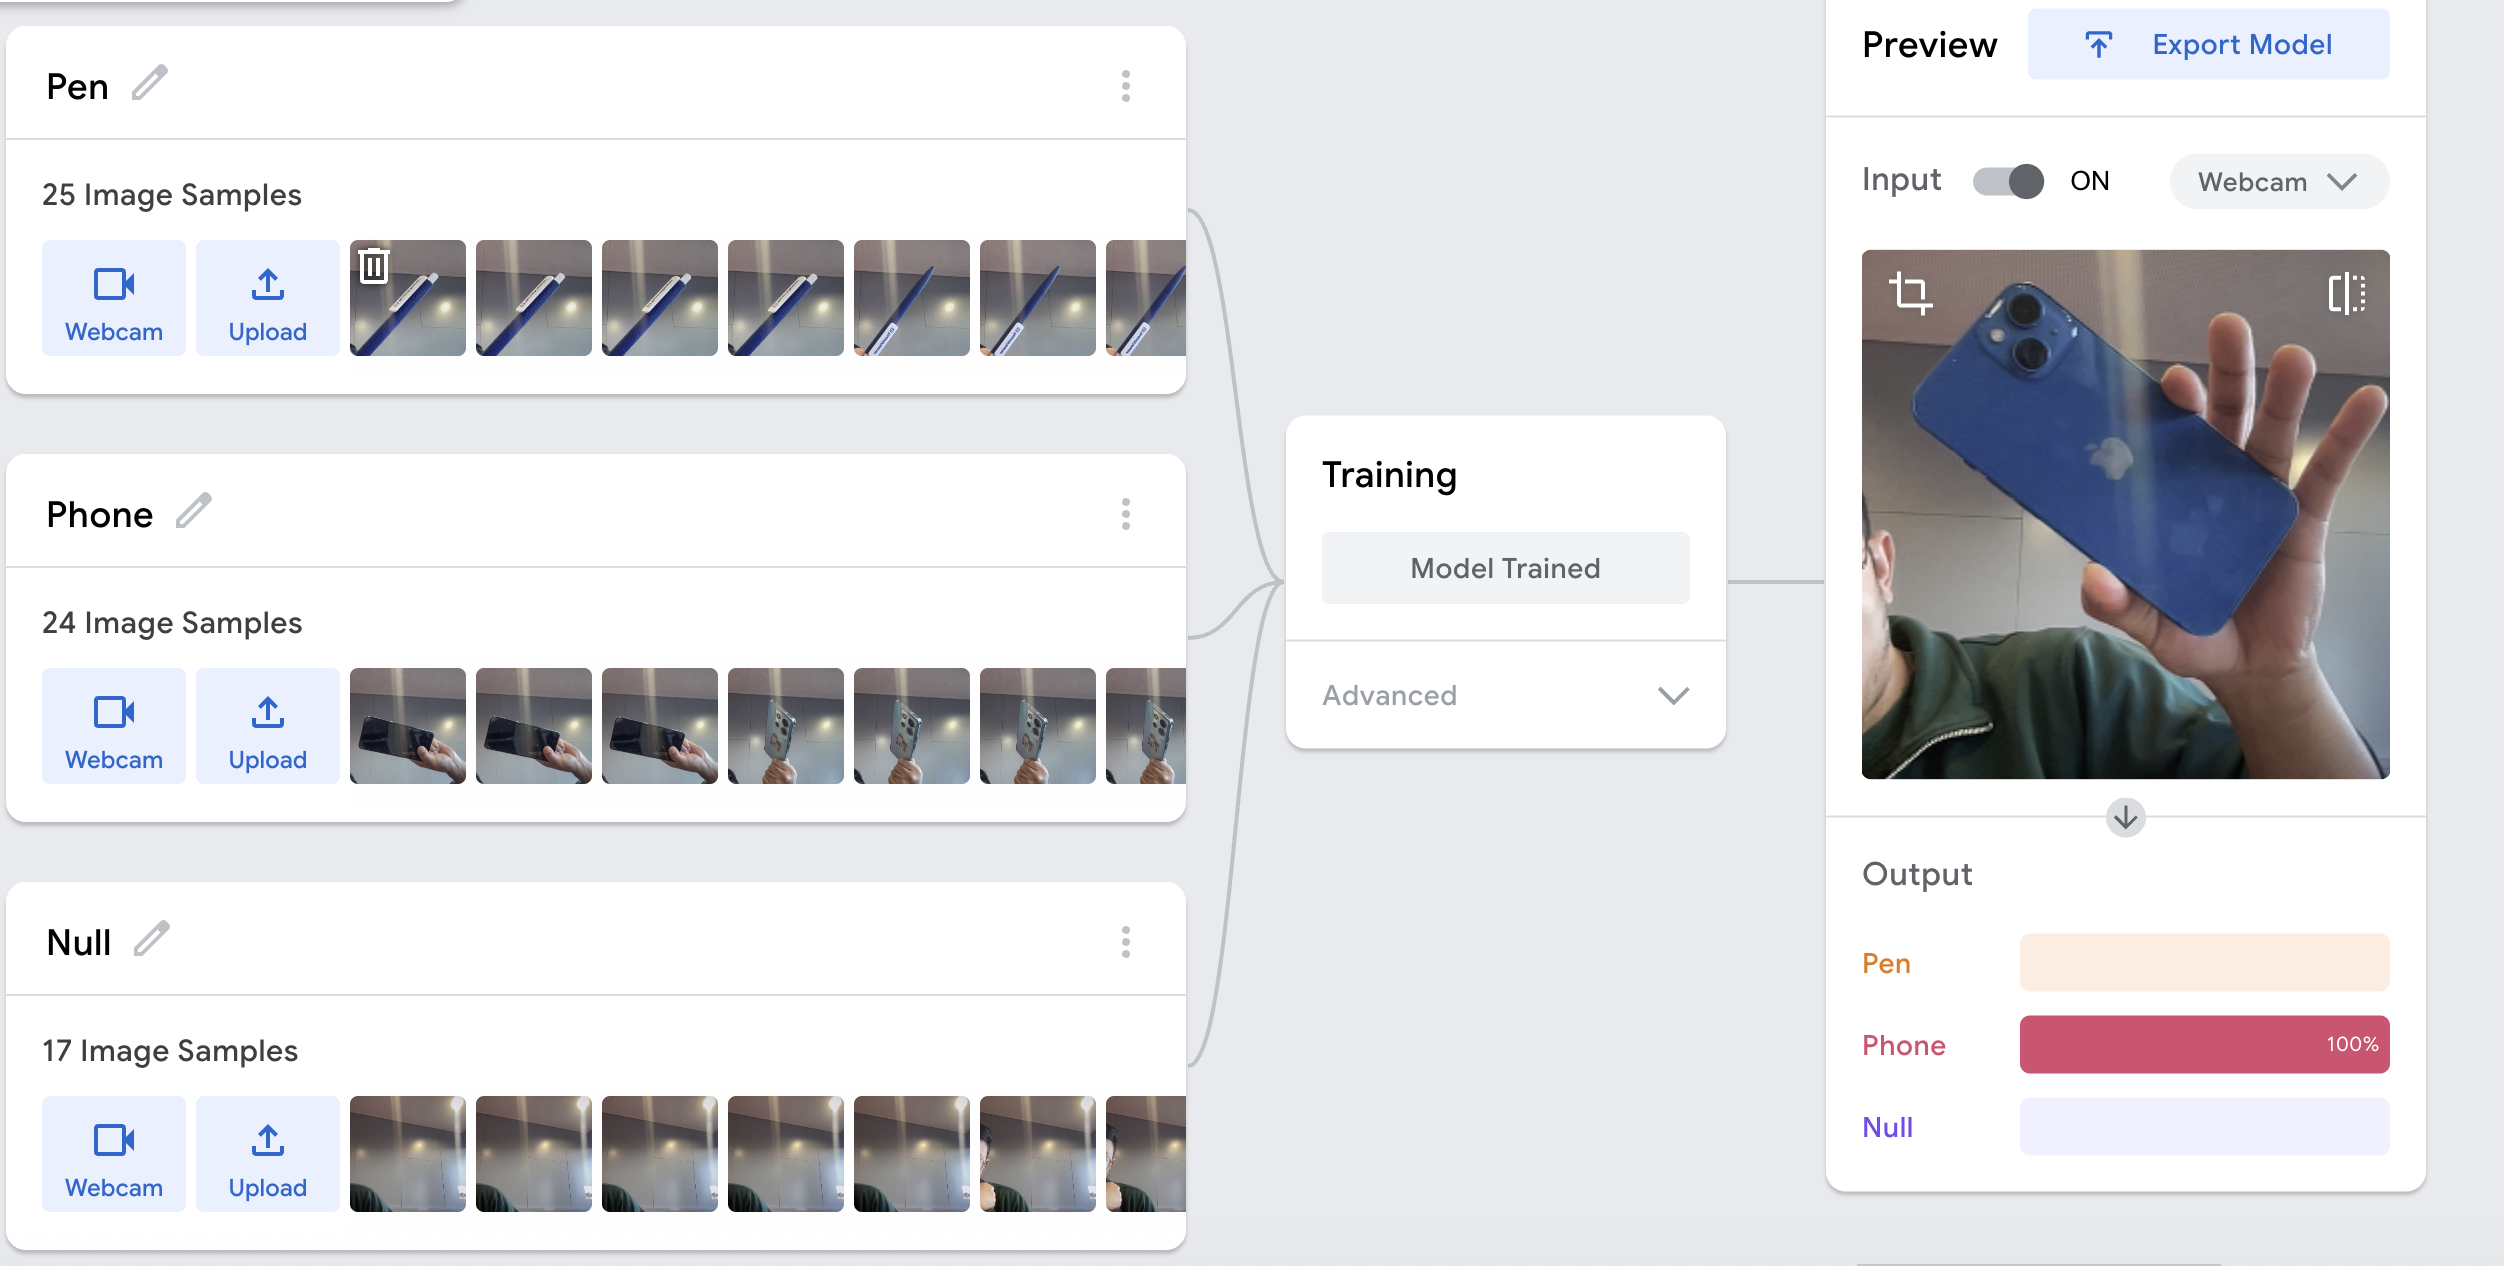 Pen
25 Image Samples
Webcam
Upload
Phone
24 Image Samples
Webcam
Upload
Null
17 Image Samples
Webcam
Upload
Training
Model Trained
Advanced
Preview
Export Model
Input
ON
Webcam
Output
Pen
Phone
100%
Null